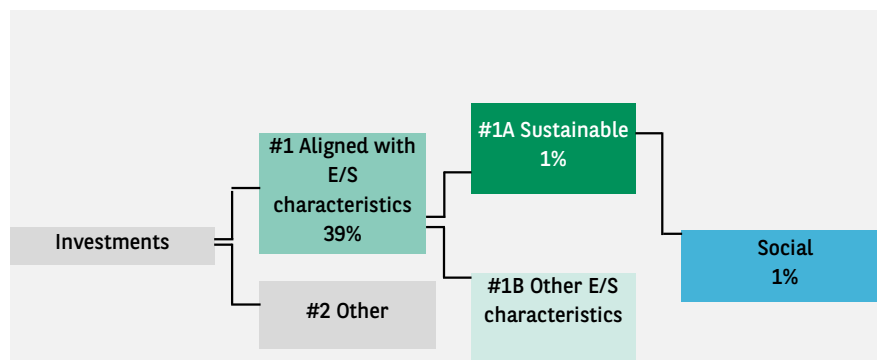 Investments
#1 Aligned with
E/S
characteristics
39%
#2 Other
#1A Sustainable
1%
#1B Other E/S
characteristics
Social
1%